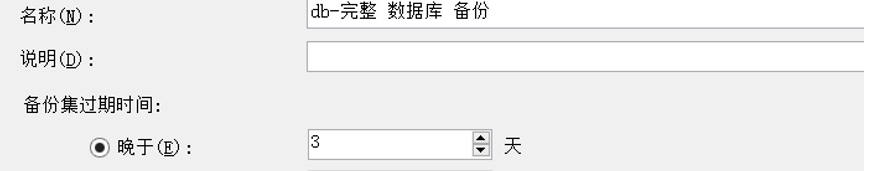 名称(N): db-完整 数据库 备份
说明(D):
备份集过期时间:
晚于(E): 3 天